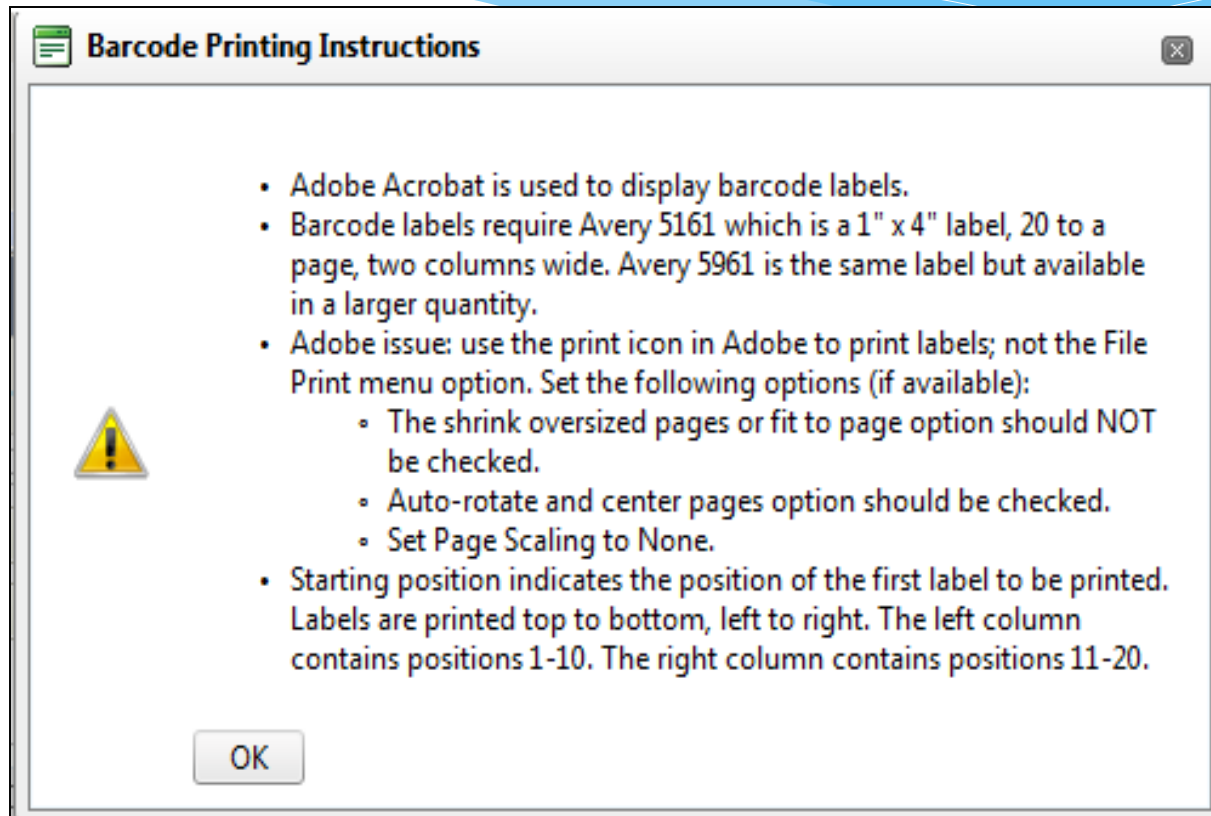 Barcode Printing Instructions
• Adobe Acrobat is used to display barcode labels.
• Barcode labels require Avery 5161 which is a 1" x 4" label, 20 to a
page, two columns wide. Avery 5961 is the same label but available
in a larger quantity.
• Adobe issue: use the print icon in Adobe to print labels; not the File
Print menu option. Set the following options (if available):
∘ The shrink oversized pages or fit to page option should NOT
be checked.
∘ Auto-rotate and center pages option should be checked.
∘ Set Page Scaling to None.
• Starting position indicates the position of the first label to be printed.
Labels are printed top to bottom, left to right. The left column
contains positions 1-10. The right column contains positions 11-20.
OK